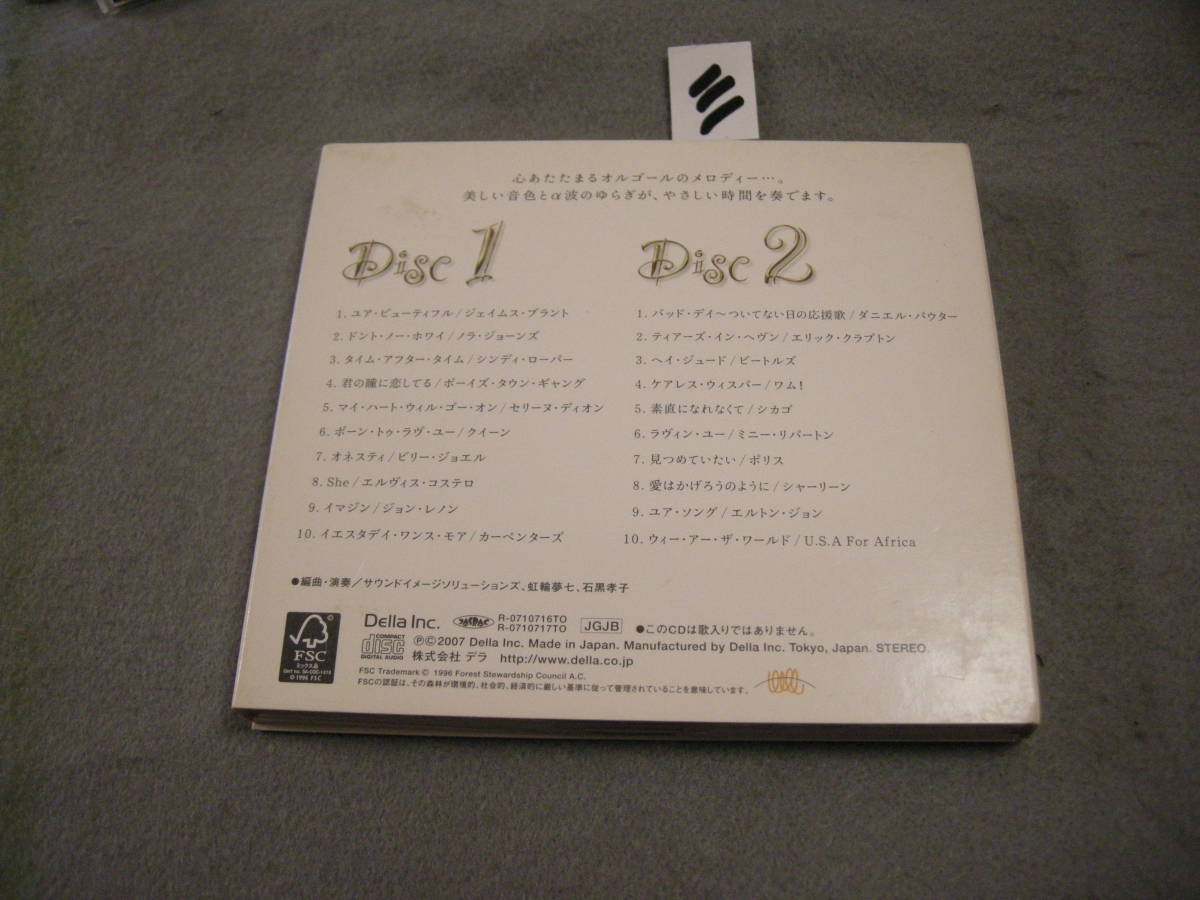 心あたたまるオルゴールのメロディー…。
美しい音色とα波のゆらぎが、やさしい時間を奏でます。
Disc 1
1. ユア・ビューティフル/ジェイムス・ブラント
2. ドント・ノー・ホワイ/ノラ・ジョーンズ
3. タイム・アフター・タイム/シンディ・ローパー
4. 君の瞳に恋してる/ボーイズ・タウン・ギャング
5. マイ・ハート・ウィル・ゴー・オン/セリーヌ・ディオン
6. ボーン・トゥ・ラヴ・ユー/クイーン
7. オネスティ/ビリー・ジョエル
8. She/エルヴィス・コステロ
9. イマジン/ジョン・レノン
10. イエスタデイ・ワンス・モア/カーペンターズ
Disc 2
1. バッド・デイ〜ついてない日の応援歌/ダニエル・パウター
2. ティアーズ・イン・ヘヴン/エリック・クラプトン
3. ヘイ・ジュード/ビートルズ
4. ケアレス・ウィスパー/ワム!
5. 素直になれなくて/シカゴ
6. ラヴィン・ユー/ミニー・リパートン
7. 見つめていたい/ポリス
8. 愛はかげろうのように/シャーリーン
9. ユア・ソング/エルトン・ジョン
10. ウィー・アー・ザ・ワールド/U.S.A For Africa
●編曲・演奏/サウンドイメージソリューションズ、虹輪夢七、石黒孝子
FSC
ミックス品
© 1996 FSC
Della Inc.
JASRAC
R-0710716TO
R-0710717TO
JGJB
●このCDは歌入りではありません。
COMPACT
disc
DIGITAL AUDIO
℗©2007 Della Inc. Made in Japan. Manufactured by Della Inc. Tokyo, Japan. STEREO.
株式会社 デラ http://www.della.co.jp
FSC Trademark © 1996 Forest Stewardship Council A.C.
FSCの認証は、その森林が環境的、社会的、経済的に厳しい基準に従って管理されていることを意味しています。